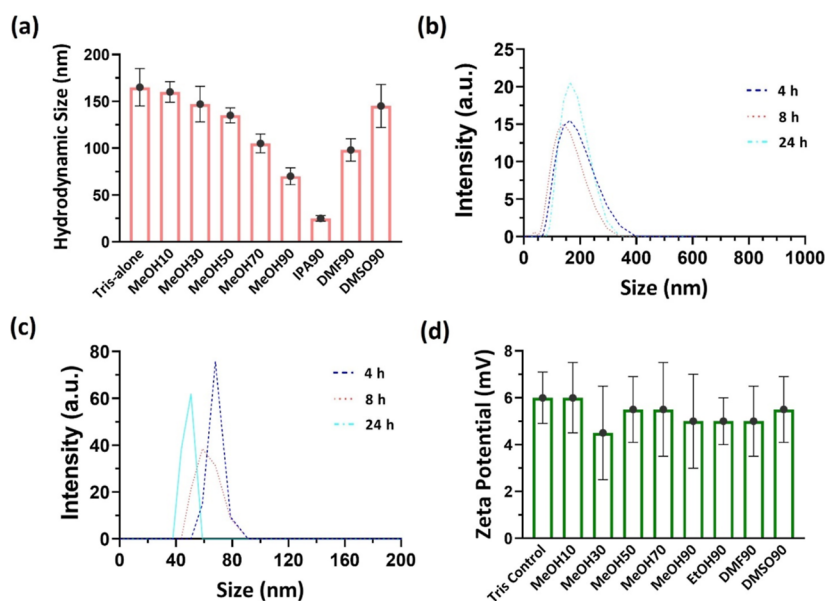 (a)
Hydrodynamic Size (nm)
200
150
100
50
0
Tris-alone
MeOH10
MeOH30
MeOH50
MeOH70
MeOH90
IPA90
DMF90
DMSO90
(b)
Intensity (a.u.)
25
20
15
10
5
0
0 200 400 600 800 1000
Size (nm)
4 h
8 h
24 h
(c)
Intensity (a.u.)
80
60
40
20
0
0 40 80 120 160 200
Size (nm)
4 h
8 h
24 h
(d)
Zeta Potential (mV)
8
6
4
2
0
Tris Control
MeOH10
MeOH30
MeOH50
MeOH70
MeOH90
EtOH90
DMF90
DMSO90